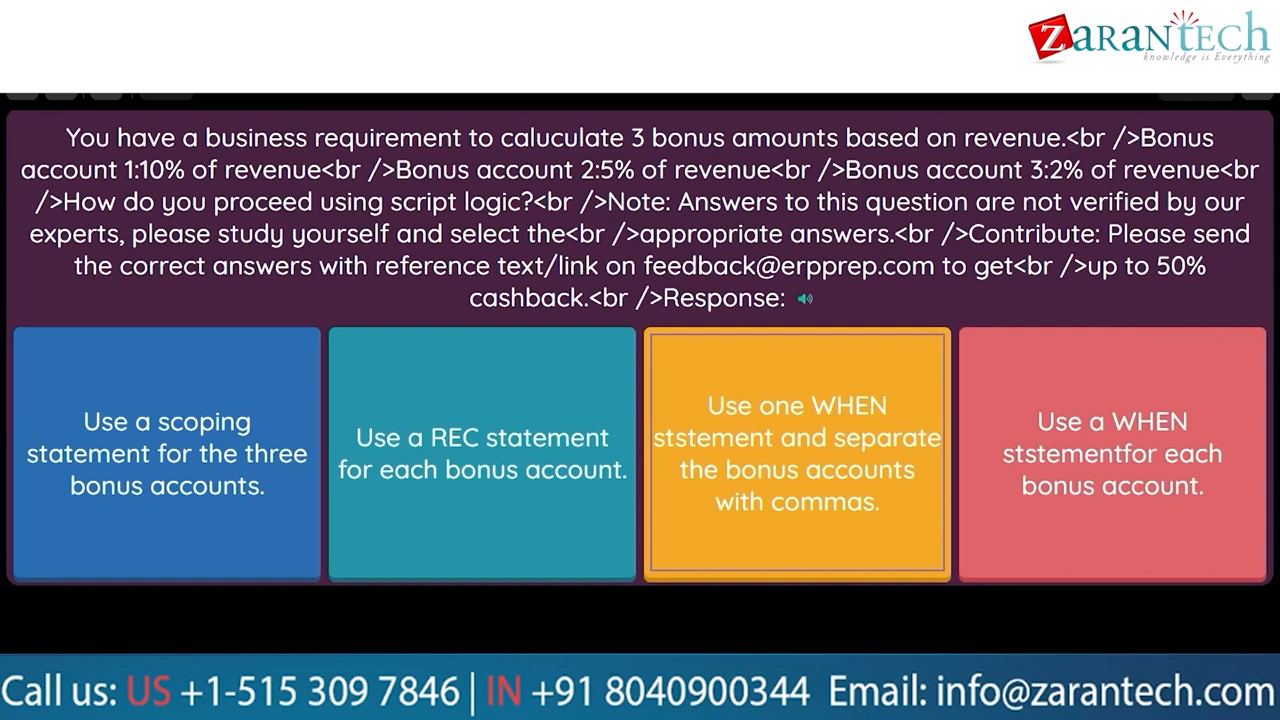 ZARANTECH
knowledge is Everything
You have a business requirement to caluculate 3 bonus amounts based on revenue.<br />Bonus
account 1:10% of revenue<br />Bonus account 2:5% of revenue<br />Bonus account 3:2% of revenue<br
/>How do you proceed using script logic?<br />Note: Answers to this question are not verified by our
experts, please study yourself and select the<br />appropriate answers.<br />Contribute: Please send
the correct answers with reference text/link on feedback@erpprep.com to get<br />up to 50%
cashback.<br />Response:
Use a scoping
statement for the three
bonus accounts.
Use a REC statement
for each bonus account.
Use one WHEN
ststement and separate
the bonus accounts
with commas.
Use a WHEN
ststementfor each
bonus account.
Call us: US +1-515 309 7846 | IN +91 8040900344 Email: info@zarantech.com